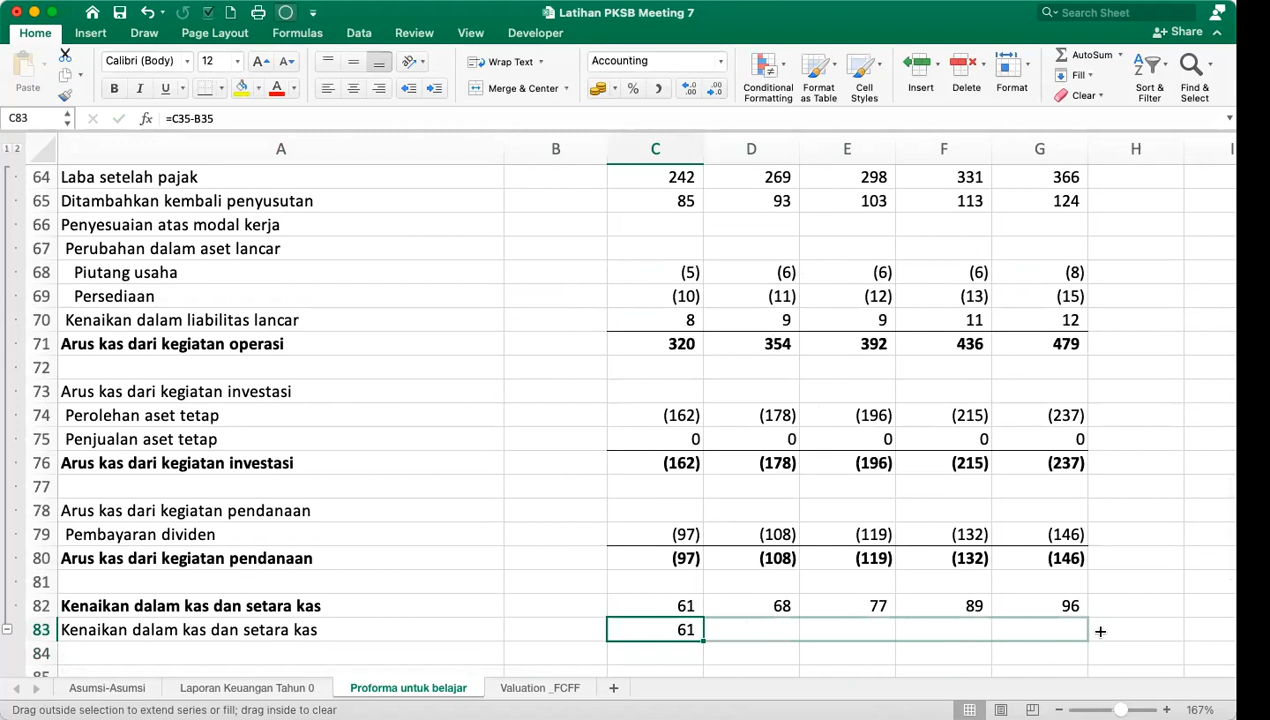 Latihan PKSB Meeting 7
Search Sheet
Home Insert Draw Page Layout Formulas Data Review View Developer
Share
Paste
Calibri (Body) 12
A A
B I U
A
Wrap Text
Merge & Center
Accounting
%
.0 .00
.00 .0
Conditional Formatting
Format as Table
Cell Styles
Insert
Delete
Format
AutoSum
Fill
Clear
Sort & Filter
Find & Select
C83 fx =C35-B35
1 2 A B C D E F G H I
64 Laba setelah pajak 242 269 298 331 366
65 Ditambahkan kembali penyusutan 85 93 103 113 124
66 Penyesuaian atas modal kerja
67 Perubahan dalam aset lancar
68 Piutang usaha (5) (6) (6) (6) (8)
69 Persediaan (10) (11) (12) (13) (15)
70 Kenaikan dalam liabilitas lancar 8 9 9 11 12
71 Arus kas dari kegiatan operasi 320 354 392 436 479
72
73 Arus kas dari kegiatan investasi
74 Perolehan aset tetap (162) (178) (196) (215) (237)
75 Penjualan aset tetap 0 0 0 0 0
76 Arus kas dari kegiatan investasi (162) (178) (196) (215) (237)
77
78 Arus kas dari kegiatan pendanaan
79 Pembayaran dividen (97) (108) (119) (132) (146)
80 Arus kas dari kegiatan pendanaan (97) (108) (119) (132) (146)
81
82 Kenaikan dalam kas dan setara kas 61 68 77 89 96
83 Kenaikan dalam kas dan setara kas 61
84
85
Asumsi-Asumsi Laporan Keuangan Tahun 0 Proforma untuk belajar Valuation _FCFF +
Drag outside selection to extend series or fill; drag inside to clear
167%